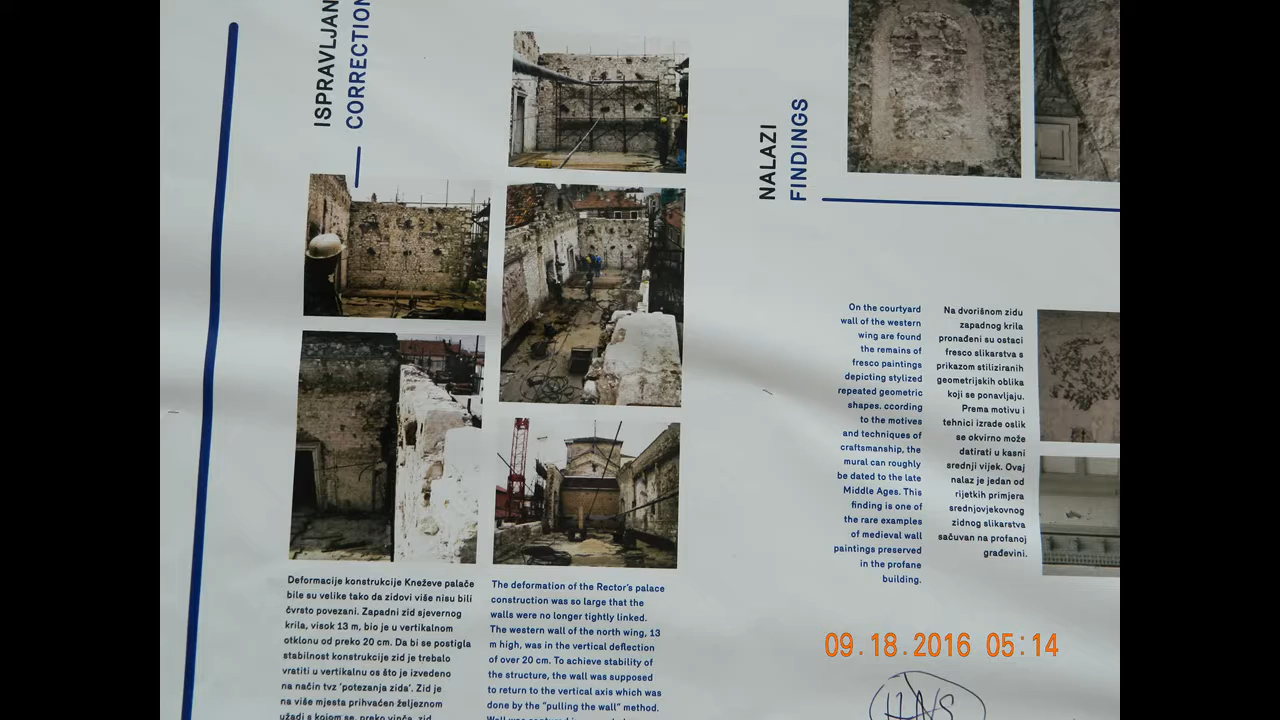 ISPRAVLJAN
CORRECTION
Deformacije konstrukcije Kneževe palače
bile su velike tako da zidovi više nisu bili
čvrsto povezani. Zapadni zid sjevernog
krila, visok 13 m, bio je u vertikalnom
otklonu od preko 20 cm. Da bi se postigla
stabilnost konstrukcije zid je trebalo
vratiti u vertikalnu os što je izvedeno
na način tvz 'potezanja zida'. Zid je
na više mjesta prihvaćen željeznom
užadi s kojom se, preko vinča, zid
The deformation of the Rector's palace
construction was so large that the
walls were no longer tightly linked.
The western wall of the north wing, 13
m high, was in the vertical deflection
of over 20 cm. To achieve stability of
the structure, the wall was supposed
to return to the vertical axis which was
done by the "pulling the wall" method.
NALAZI
FINDINGS
On the courtyard
wall of the western
wing are found
the remains of
fresco paintings
depicting stylized
repeated geometric
shapes. ccording
to the motives
and techniques of
craftsmanship, the
mural can roughly
be dated to the late
Middle Ages. This
finding is one of
the rare examples
of medieval wall
paintings preserved
in the profane
building.
Na dvorišnom zidu
zapadnog krila
pronađeni su ostaci
fresko slikarstva s
prikazom stiliziranih
geometrijskih oblika
koji se ponavljaju.
Prema motivu i
tehnici izrade oslik
se okvirno može
datirati u kasni
srednji vijek. Ovaj
nalaz je jedan od
rijetkih primjera
srednjovjekovnog
zidnog slikarstva
sačuvan na profanoj
građevini.
09.18.2016 05:14